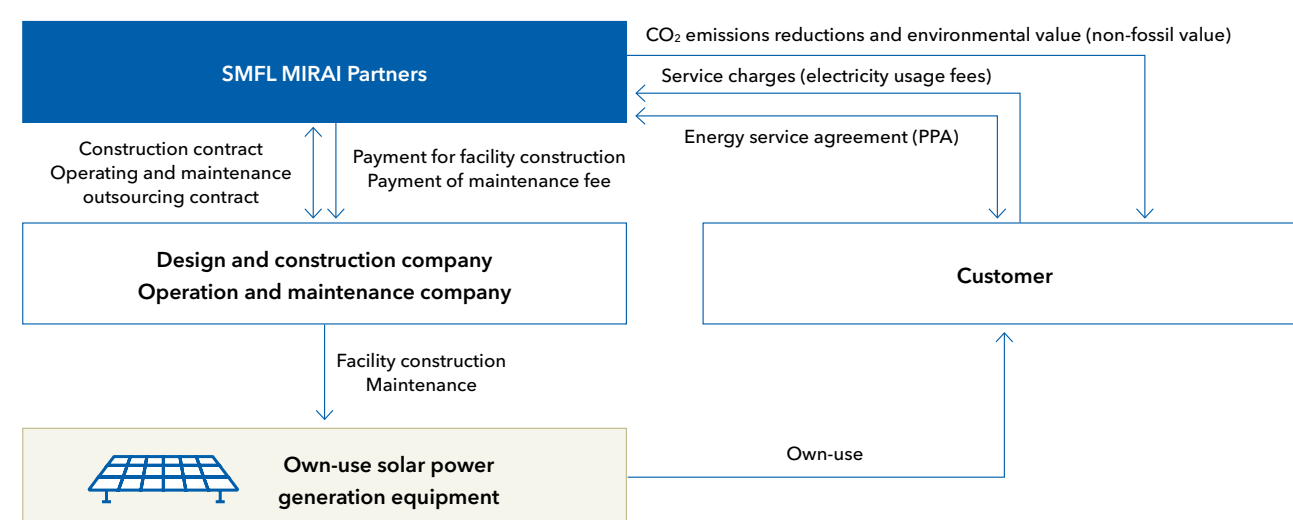 CO₂ emissions reductions and environmental value (non-fossil value)
SMFL MIRAI Partners
Service charges (electricity usage fees)
Energy service agreement (PPA)
Construction contract
Operating and maintenance
outsourcing contract
Payment for facility construction
Payment of maintenance fee
Design and construction company
Operation and maintenance company
Customer
Facility construction
Maintenance
Own-use solar power
generation equipment
Own-use